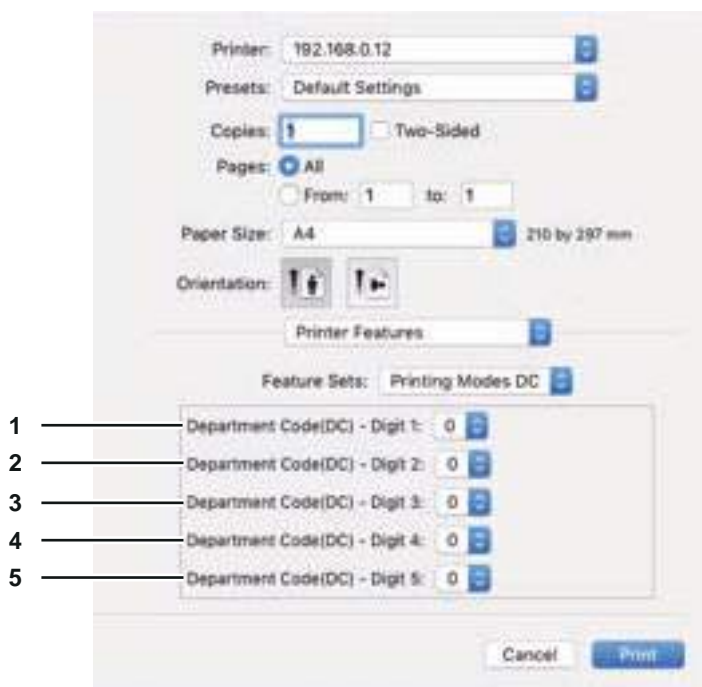 Printer: 192.168.0.12
Presets: Default Settings
Copies: 1 Two-Sided
Pages: All
From: 1 to: 1
Paper Size: A4 210 by 297 mm
Orientation:
Printer Features
Feature Sets: Printing Modes DC
1 Department Code(DC) - Digit 1: 0
2 Department Code(DC) - Digit 2: 0
3 Department Code(DC) - Digit 3: 0
4 Department Code(DC) - Digit 4: 0
5 Department Code(DC) - Digit 5: 0
Cancel Print